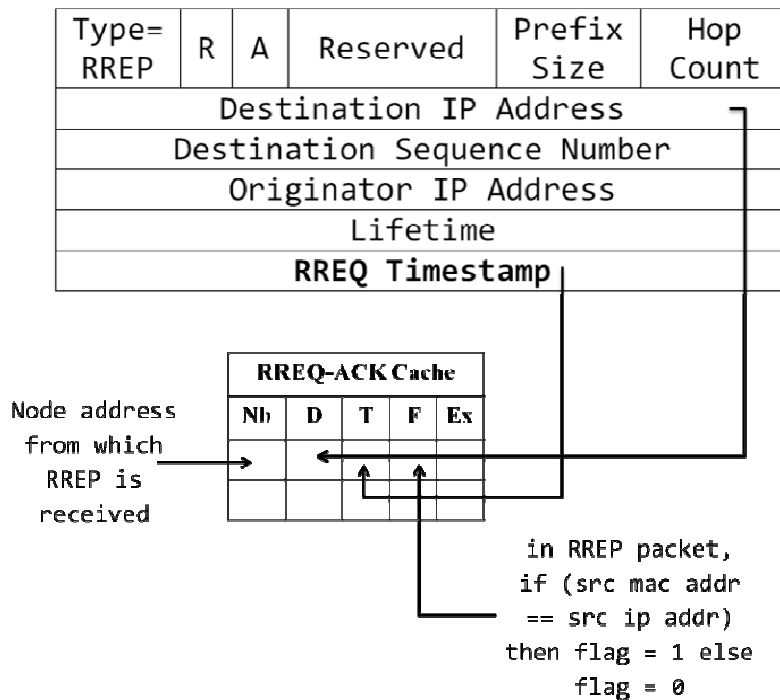 Type= RREP R A Reserved Prefix Size Hop Count
Destination IP Address
Destination Sequence Number
Originator IP Address
Lifetime
RREQ Timestamp
RREQ-ACK Cache
Nb D T F Ex
Node address
from which
RREP is
received
in RREP packet,
if (src mac addr
== src ip addr)
then flag = 1 else
flag = 0